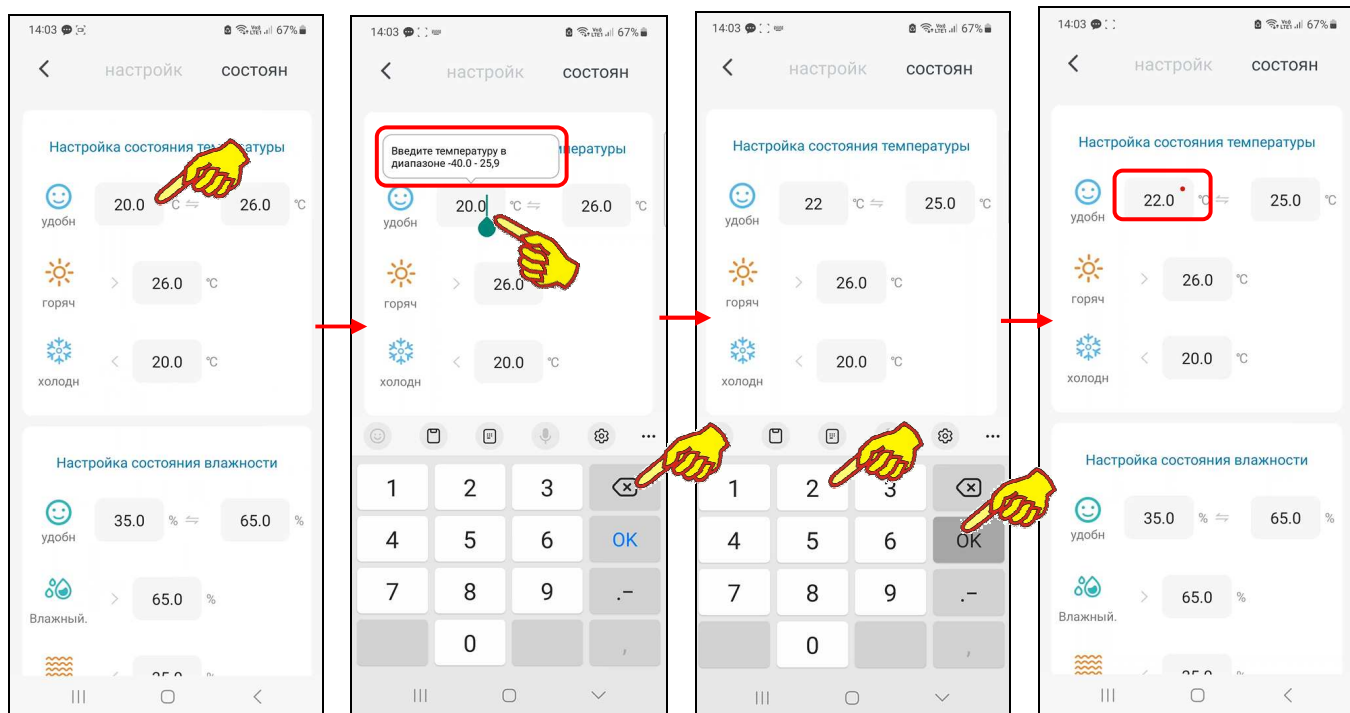 14:03 67%
настройк состоян
Настройка состояния температуры
20.0 °C ⇋ 26.0 °C
удобн
> 26.0 °C
горяч
< 20.0 °C
холодн
Настройка состояния влажности
35.0 % ⇋ 65.0 %
удобн
> 65.0 %
Влажный.
14:03 67%
настройк состоян
Введите температуру в
диапазоне -40.0 - 25,9
20.0 °C ⇋ 26.0 °C
удобн
> 26.0
горяч
< 20.0 °C
холодн
1 2 3
4 5 6 OK
7 8 9 .-
0 ,
14:03 67%
настройк состоян
Настройка состояния температуры
22 °C ⇋ 25.0 °C
удобн
> 26.0 °C
горяч
< 20.0 °C
холодн
1 2 3
4 5 6 OK
7 8 9 .-
0 ,
14:03 67%
настройк состоян
Настройка состояния температуры
22.0 °C ⇋ 25.0 °C
удобн
> 26.0 °C
горяч
< 20.0 °C
холодн
Настройка состояния влажности
35.0 % ⇋ 65.0 %
удобн
> 65.0 %
Влажный.